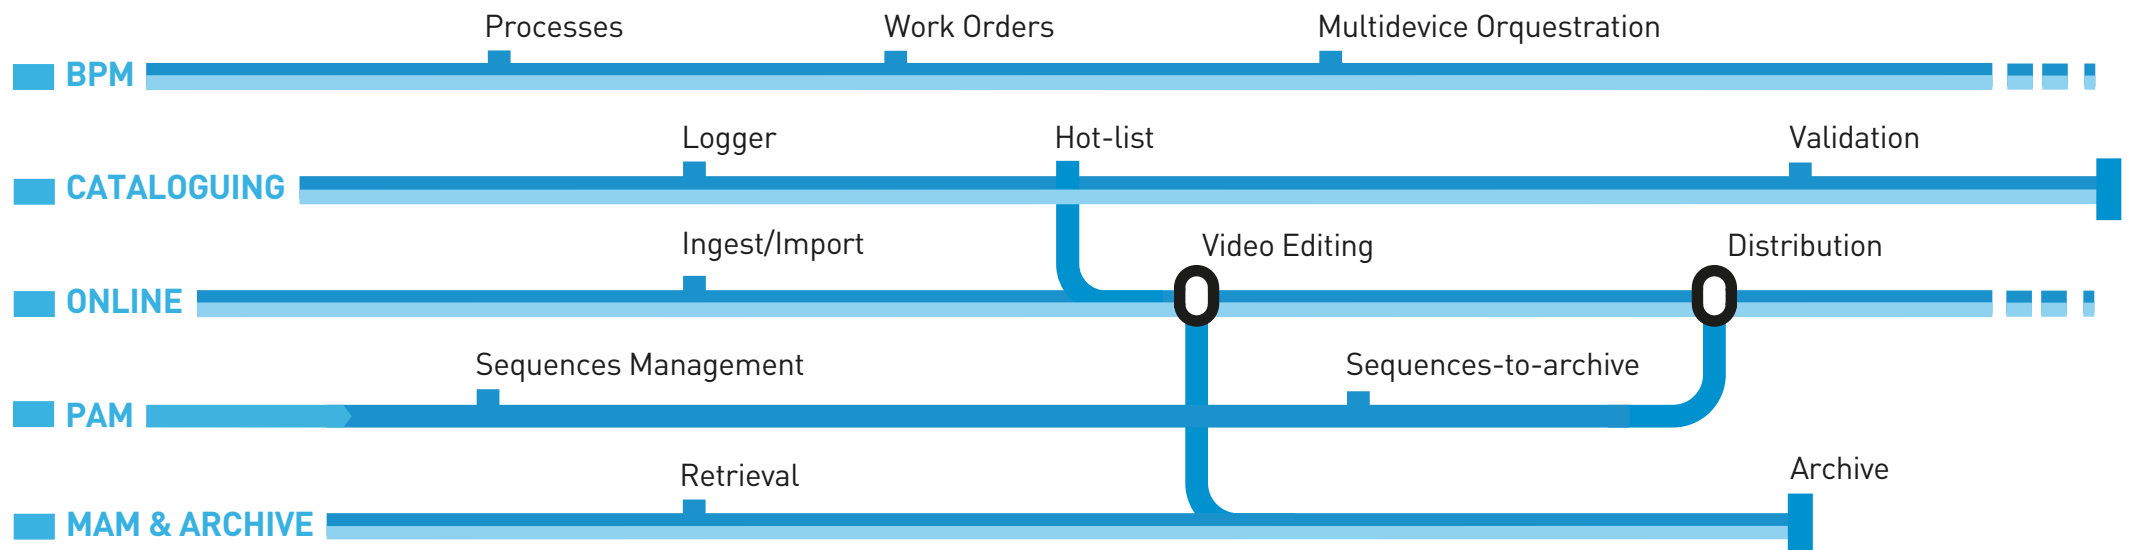 Processes Work Orders Multidevice Orquestration
BPM
Logger Hot-list Validation
CATALOGUING
Ingest/Import Video Editing Distribution
ONLINE
Sequences Management Sequences-to-archive
PAM
Retrieval Archive
MAM & ARCHIVE